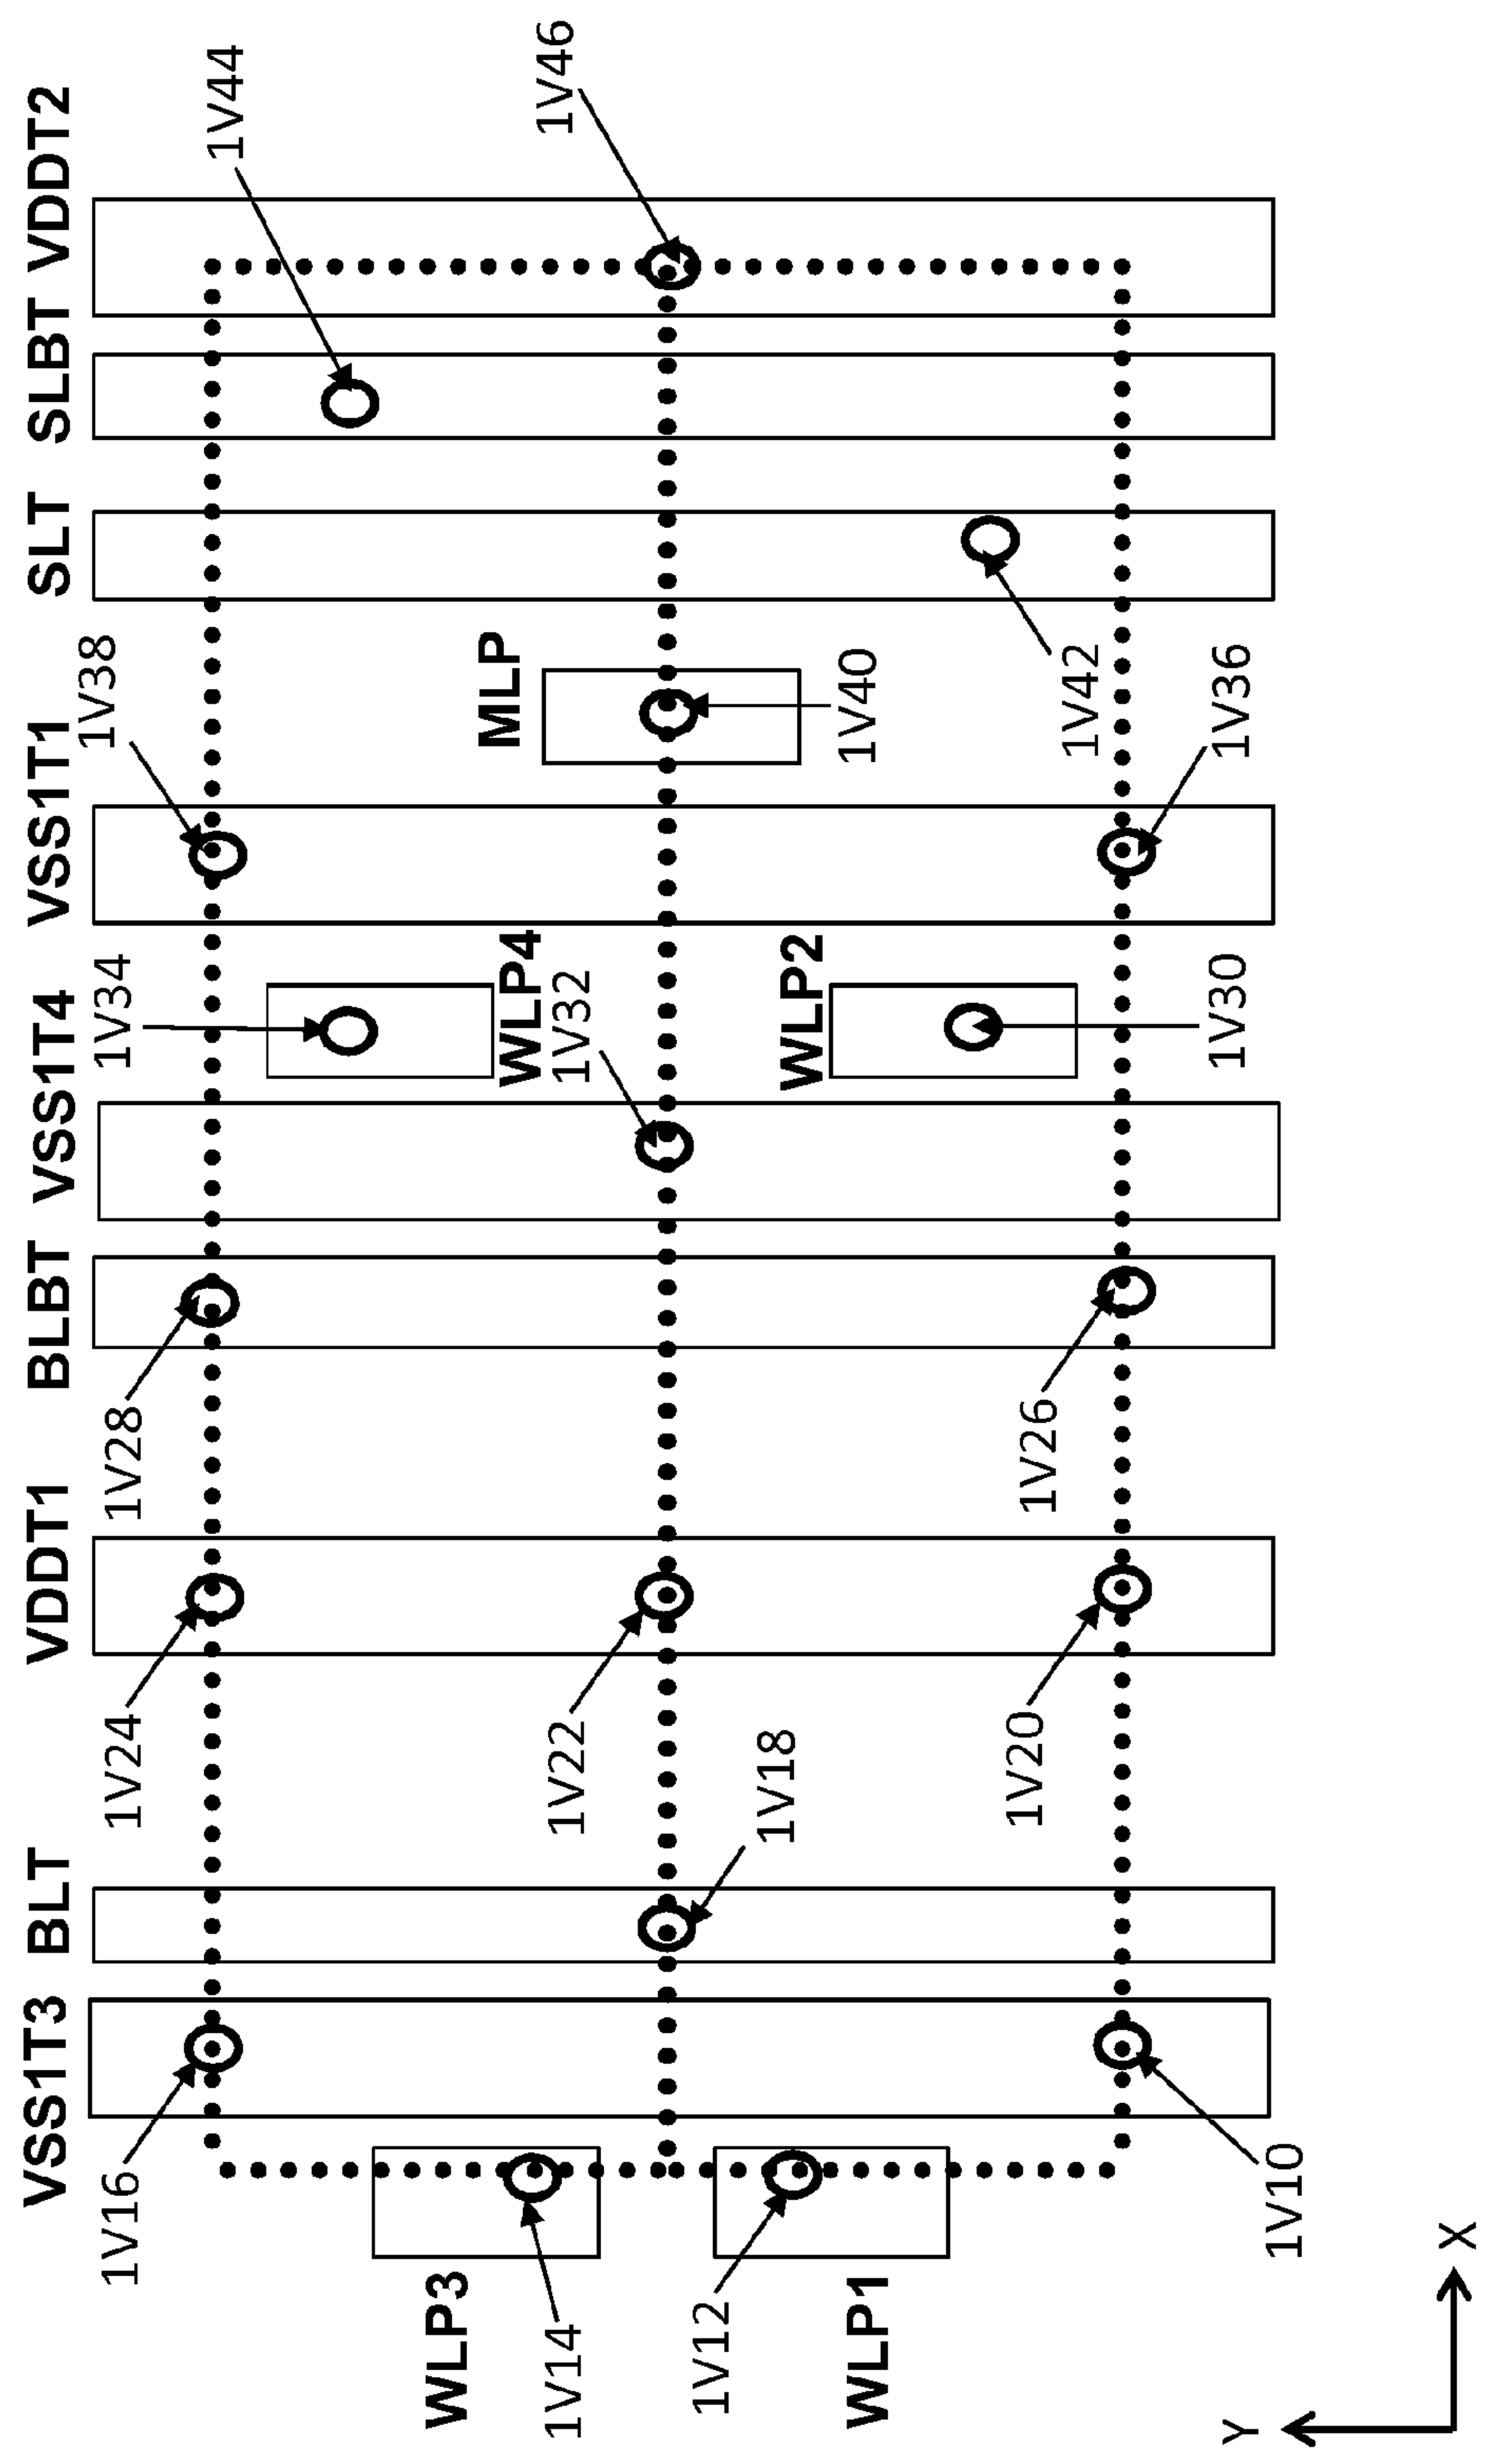 VSS1T3 BLT VDDT1 BLBT VSS1T4 VSS1T1 SLT SLBT VDDT2
1V16
1V24
1V28
1V34
1V38
1V44
WLP3
1V14
1V22
WLP4
1V32
MLP
1V46
1V12
1V18
WLP2
1V40
WLP1
1V20
1V26
1V42
1V10
1V30
1V36
Y
X